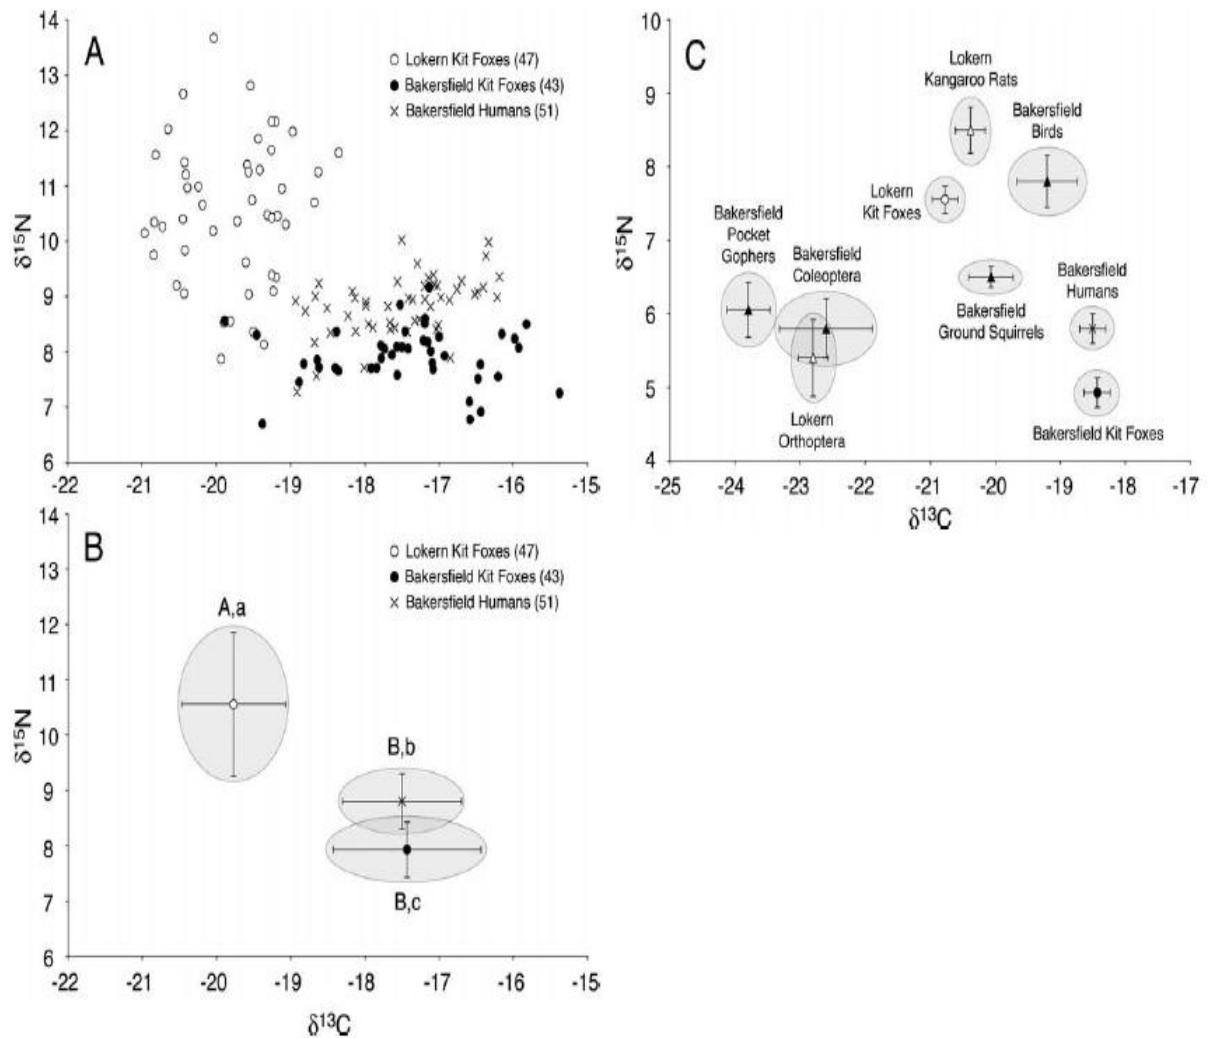 A
14
13
12
11
10
9
8
7
6
δ15N
○ Lokern Kit Foxes (47)
● Bakersfield Kit Foxes (43)
× Bakersfield Humans (51)
-22
-21
-20
-19
-18
-17
-16
-15
B
14
13
12
11
10
9
8
7
6
δ15N
○ Lokern Kit Foxes (47)
● Bakersfield Kit Foxes (43)
× Bakersfield Humans (51)
A,a
B,b
B,c
-22
-21
-20
-19
-18
-17
-16
-15
δ13C
C
10
9
8
7
6
5
4
δ15N
Lokern
Kangaroo Rats
Bakersfield
Birds
Lokern
Kit Foxes
Bakersfield
Pocket
Gophers
Bakersfield
Coleoptera
Bakersfield
Humans
Bakersfield
Ground Squirrels
Lokern
Orthoptera
Bakersfield Kit Foxes
-25
-24
-23
-22
-21
-20
-19
-18
-17
δ13C